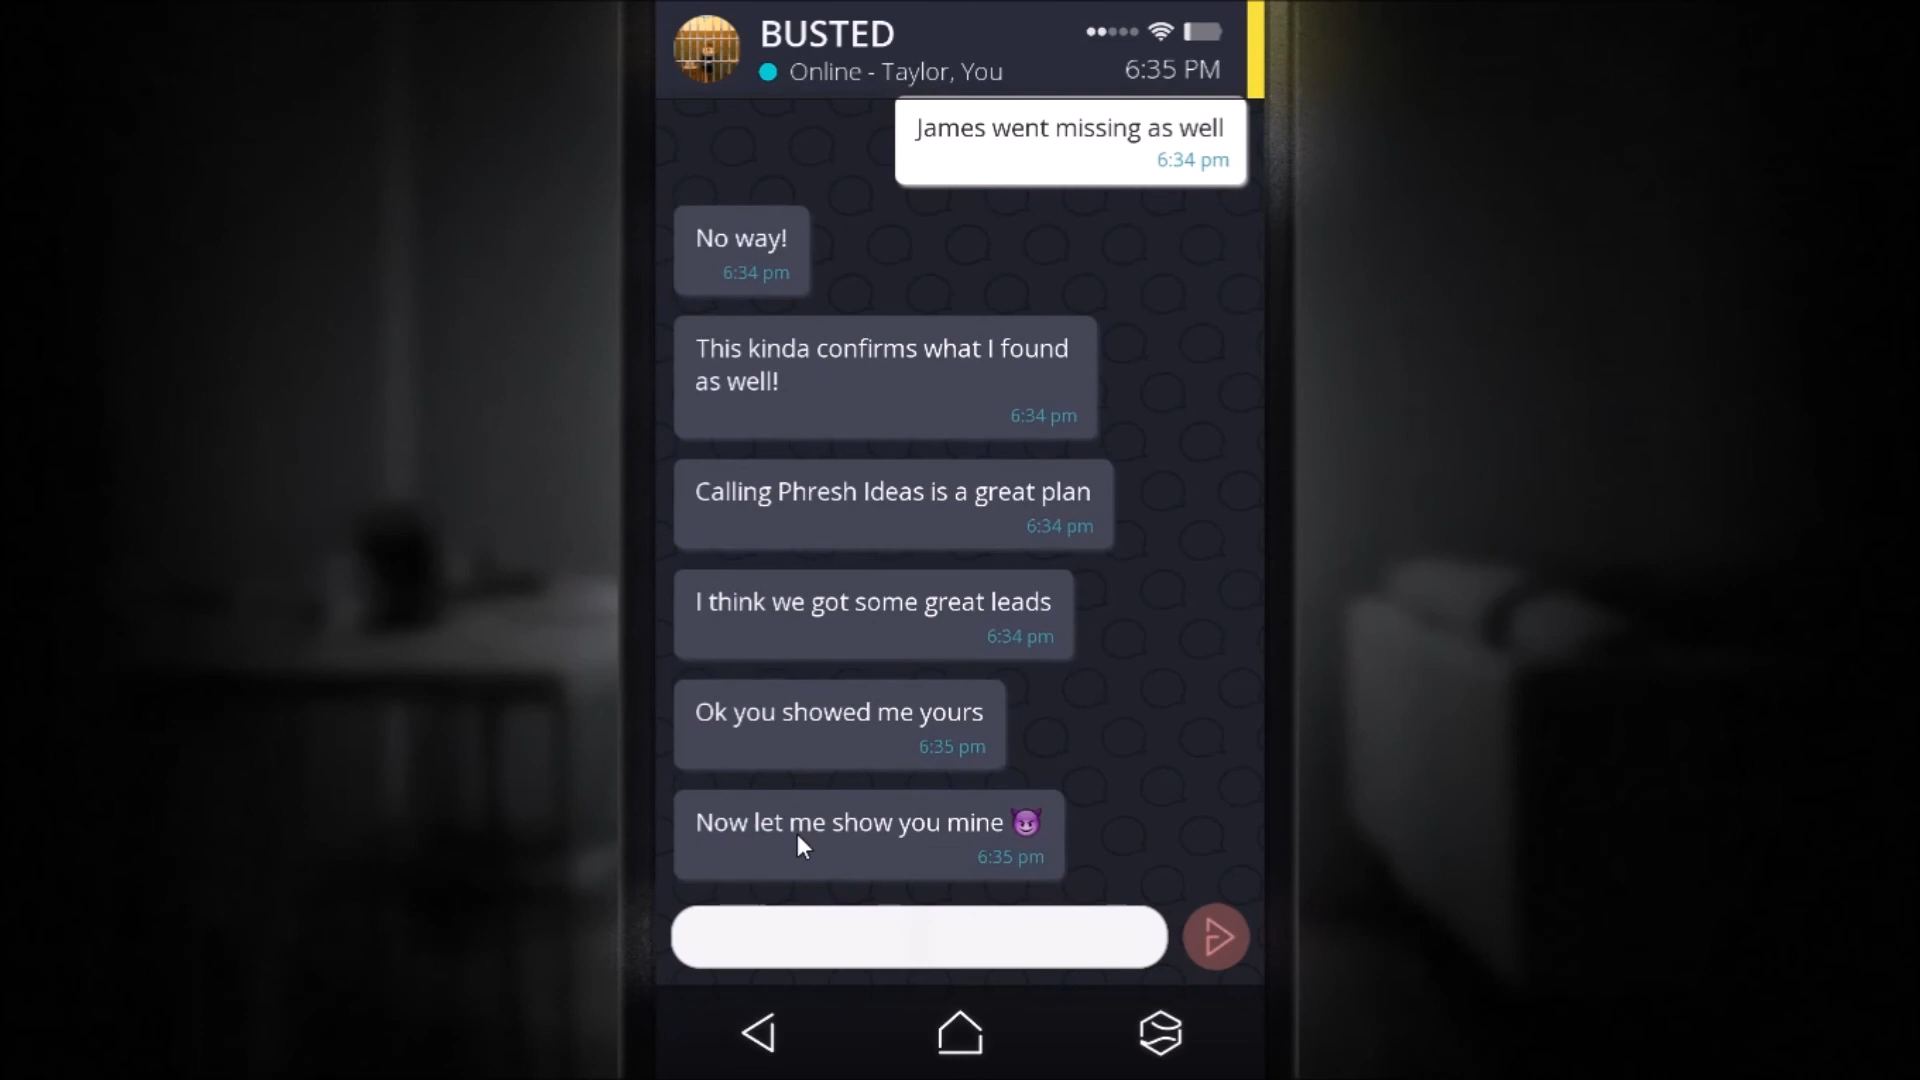 BUSTED
Online - Taylor, You
6:35 PM
James went missing as well
6:34 pm
No way!
6:34 pm
This kinda confirms what I found
as well!
6:34 pm
Calling Phresh Ideas is a great plan
6:34 pm
I think we got some great leads
6:34 pm
Ok you showed me yours
6:35 pm
Now let me show you mine 😈
6:35 pm